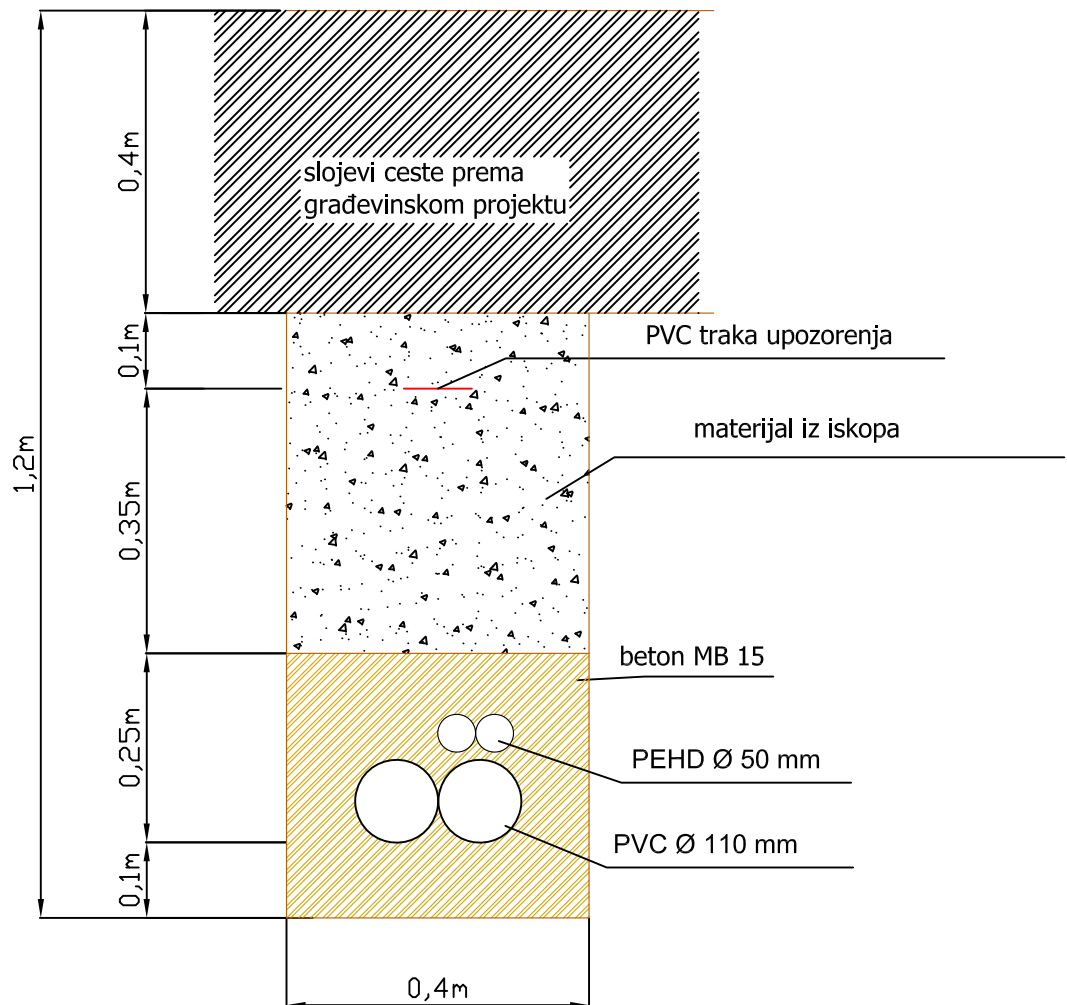 0,4m
slojevi ceste prema
građevinskom projektu
0,1m
PVC traka upozorenja
materijal iz iskopa
1,2m
0,35m
beton MB 15
0,25m
PEHD Ø 50 mm
PVC Ø 110 mm
0,1m
0,4m